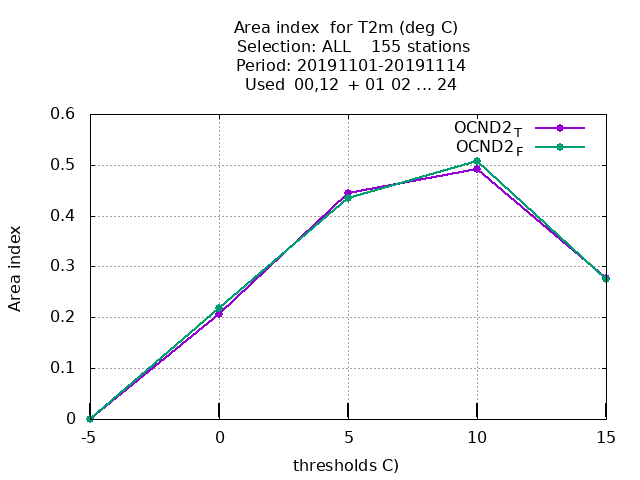 Area index  for T2m (deg C)
Selection: ALL    155 stations
Period: 20191101-20191114
Used  00,12  + 01 02 ... 24
OCND2_T
OCND2_F
0.6
0.5
0.4
0.3
0.2
0.1
0
Area index
-5 0 5 10 15
thresholds C)